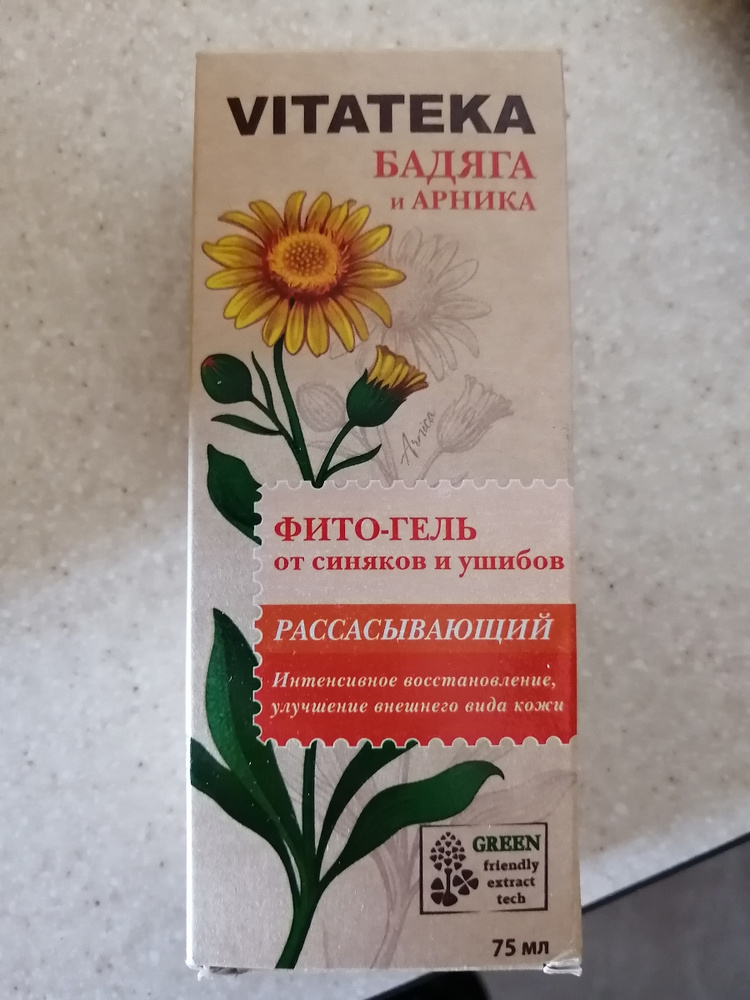 VITATEKA
БАДЯГА
и АРНИКА
Arnica
ФИТО-ГЕЛЬ
от синяков и ушибов
РАССАСЫВАЮЩИЙ
Интенсивное восстановление,
улучшение внешнего вида кожи
GREEN
friendly
extract
tech
75 мл